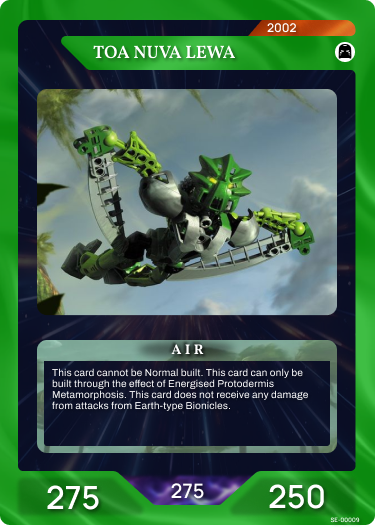 2002
TOA NUVA LEWA
AIR
This card cannot be Normal built. This card can only be
built through the effect of Energised Protodermis
Metamorphosis. This card does not receive any damage
from attacks from Earth-type Bionicles.
275
275
250
SE-00009